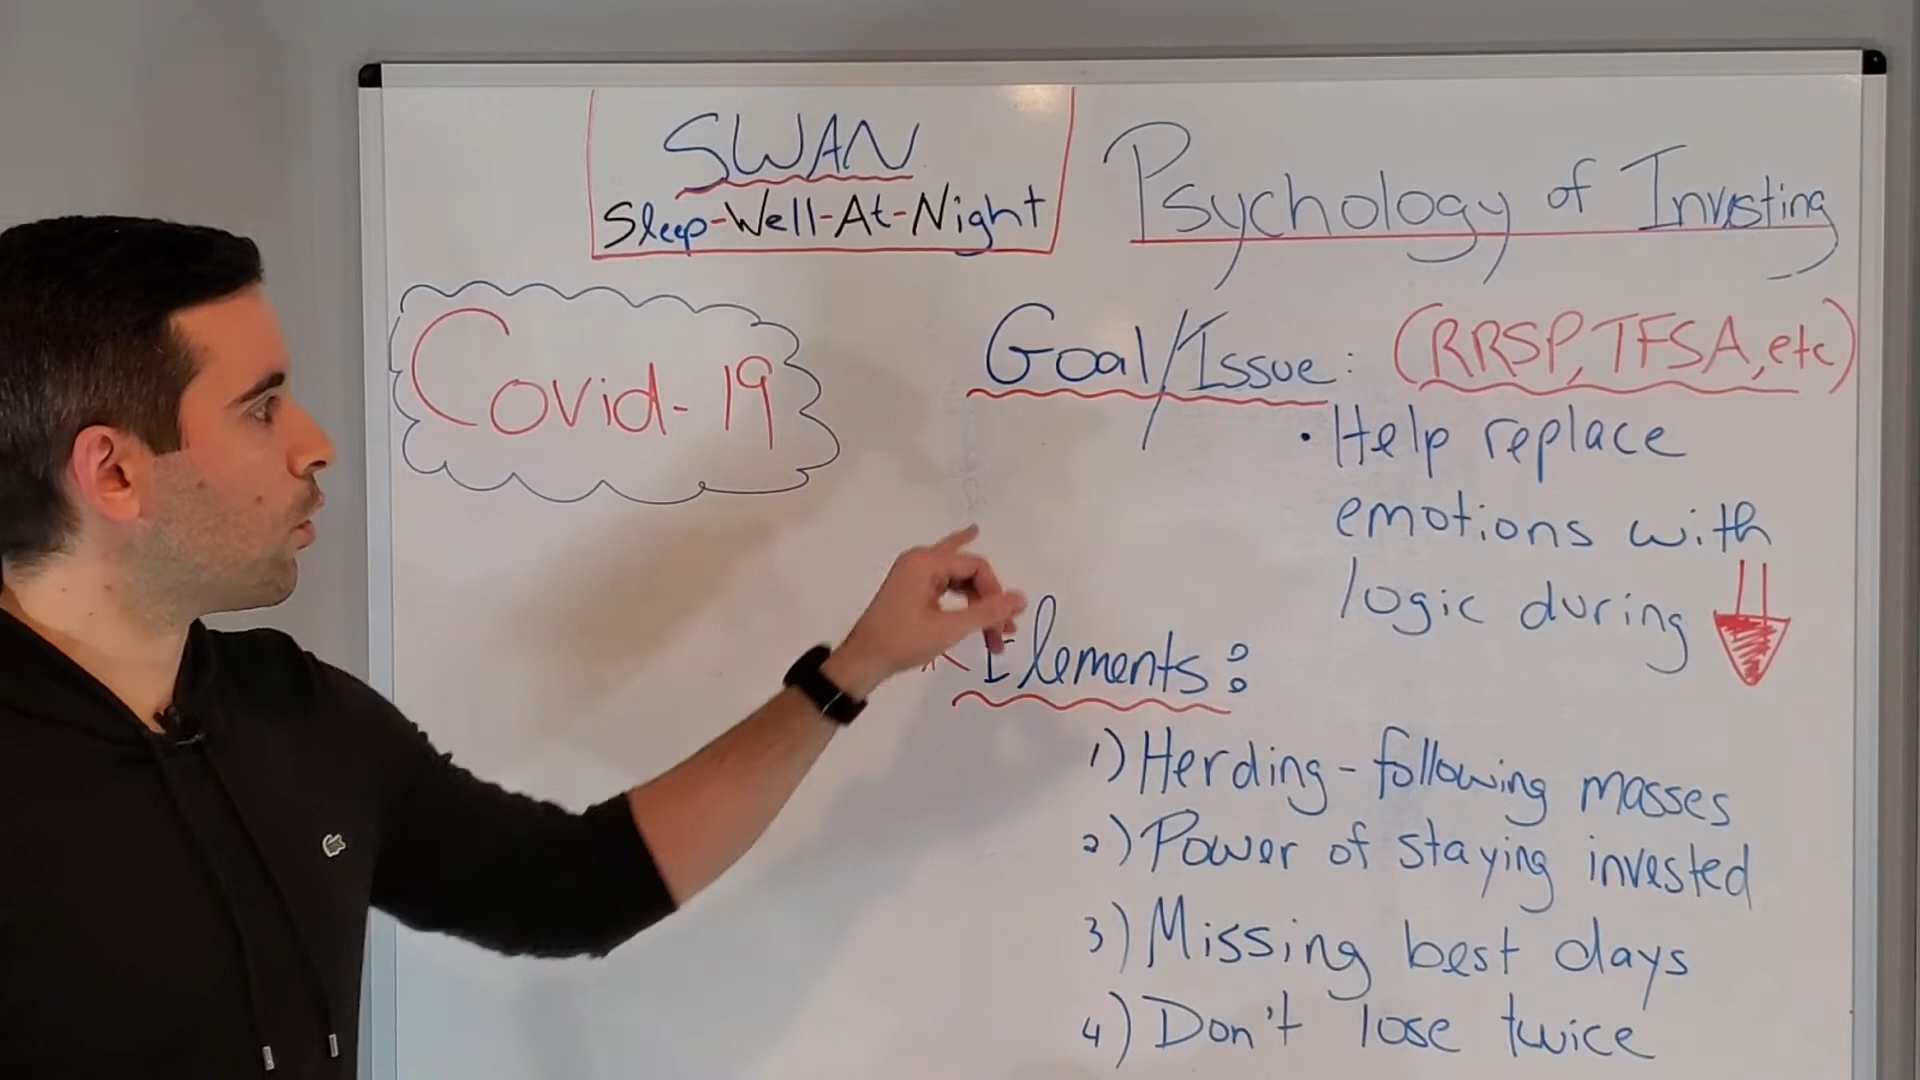 SWAN
Sleep-Well-At-Night
Psychology of Investing
Covid-19
Goal/Issue: (RRSP, TFSA, etc)
• Help replace
emotions with
logic during
Elements:
1) Herding - following masses
2) Power of staying invested
3) Missing best days
4) Don't lose twice